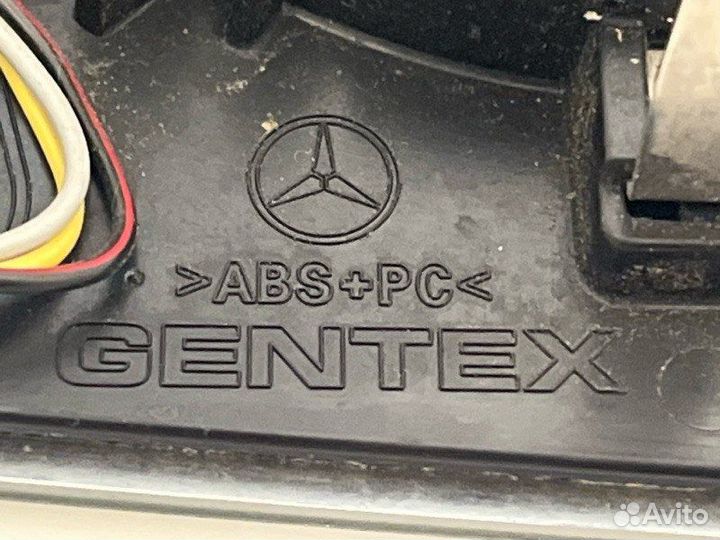 >ABS+PC<
GENTEX
Avito